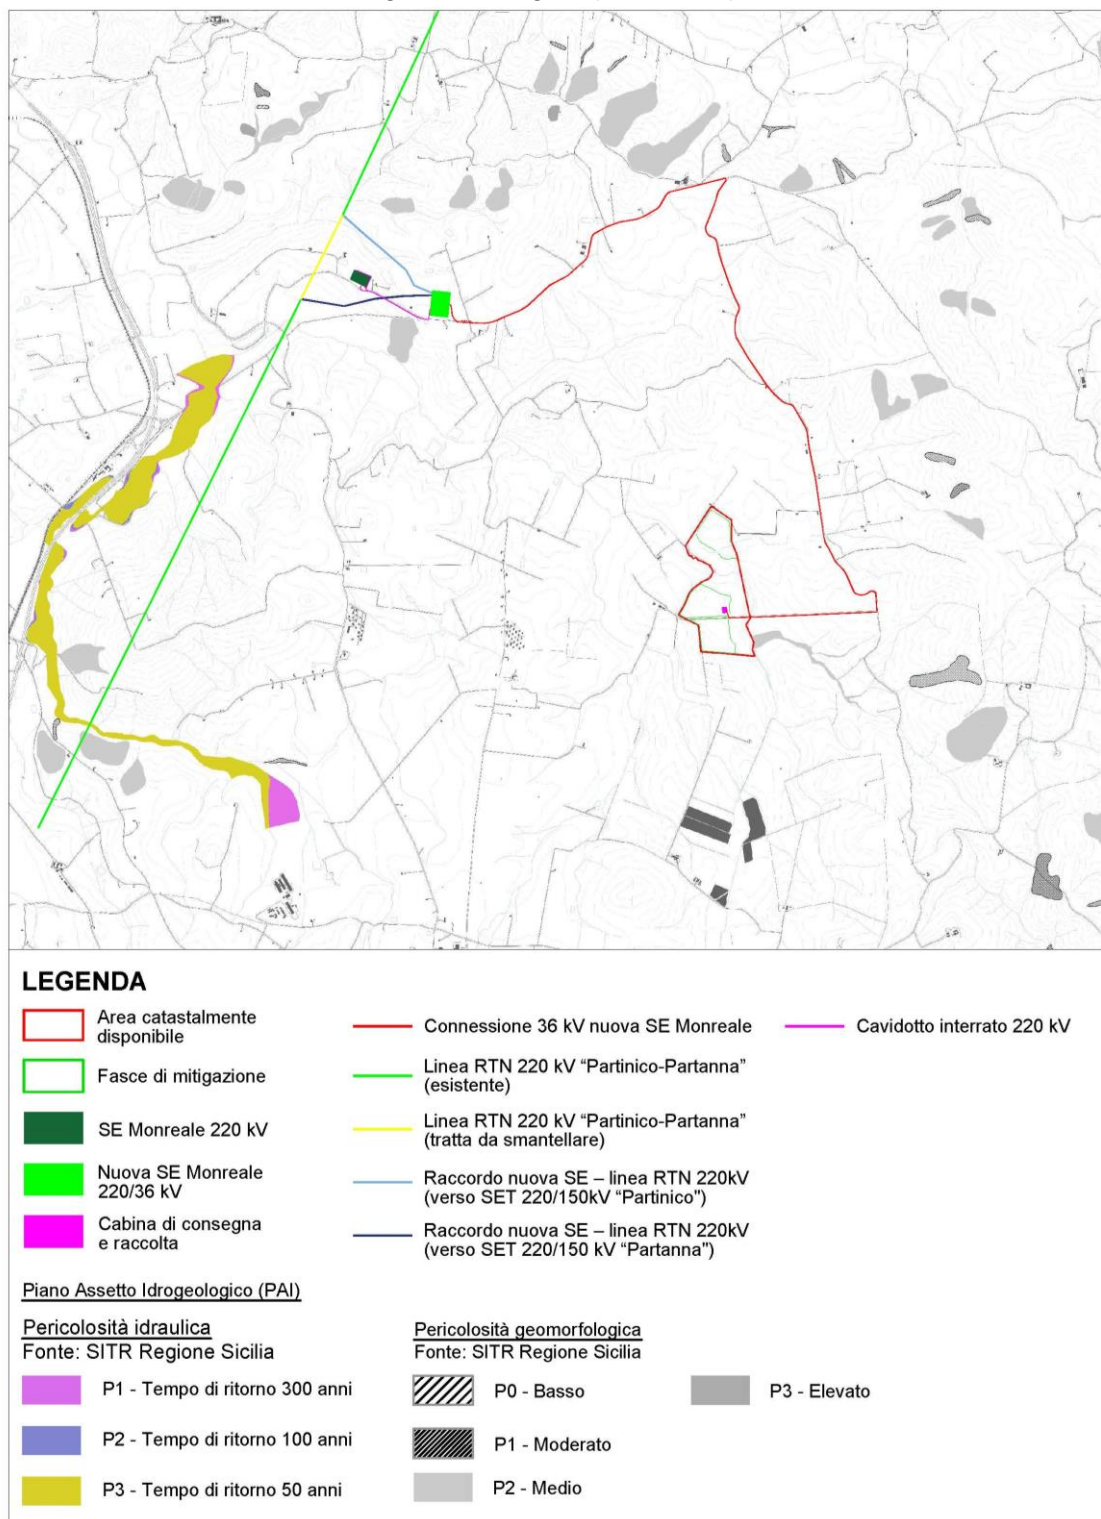 LEGENDA
Area catastalmente
disponibile
Fasce di mitigazione
SE Monreale 220 kV
Nuova SE Monreale
220/36 kV
Cabina di consegna
e raccolta
Connessione 36 kV nuova SE Monreale
Linea RTN 220 kV “Partinico-Partanna”
(esistente)
Linea RTN 220 kV “Partinico-Partanna”
(tratta da smantellare)
Raccordo nuova SE – linea RTN 220kV
(verso SET 220/150kV “Partinico")
Raccordo nuova SE – linea RTN 220kV
(verso SET 220/150 kV “Partanna")
Cavidotto interrato 220 kV
Piano Assetto Idrogeologico (PAI)
Pericolosità idraulica
Fonte: SITR Regione Sicilia
P1 - Tempo di ritorno 300 anni
P2 - Tempo di ritorno 100 anni
P3 - Tempo di ritorno 50 anni
Pericolosità geomorfologica
Fonte: SITR Regione Sicilia
P0 - Basso
P1 - Moderato
P2 - Medio
P3 - Elevato